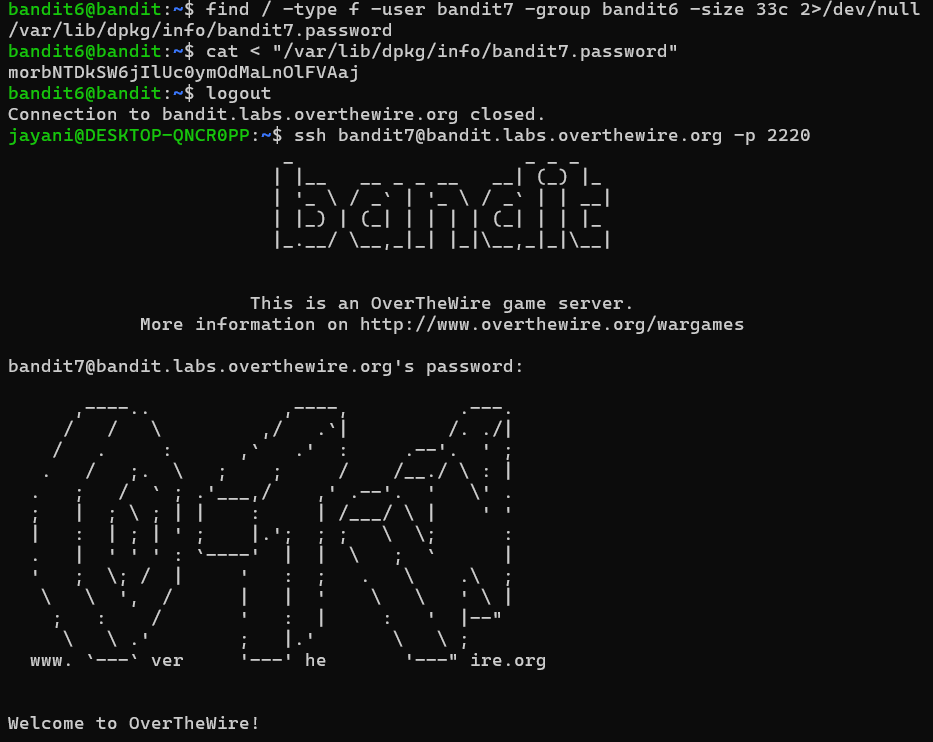 bandit6@bandit:~$ find / -type f -user bandit7 -group bandit6 -size 33c 2>/dev/null
/var/lib/dpkg/info/bandit7.password
bandit6@bandit:~$ cat < "/var/lib/dpkg/info/bandit7.password"
morbNTDkSW6jIlUc0ymOdMaLnOlFVAaj
bandit6@bandit:~$ logout
Connection to bandit.labs.overthewire.org closed.
jayani@DESKTOP-QNCR0PP:~$ ssh bandit7@bandit.labs.overthewire.org -p 2220
bandit
This is an OverTheWire game server.
More information on http://www.overthewire.org/wargames
bandit7@bandit.labs.overthewire.org's password:
www. ver he ire.org
Welcome to OverTheWire!